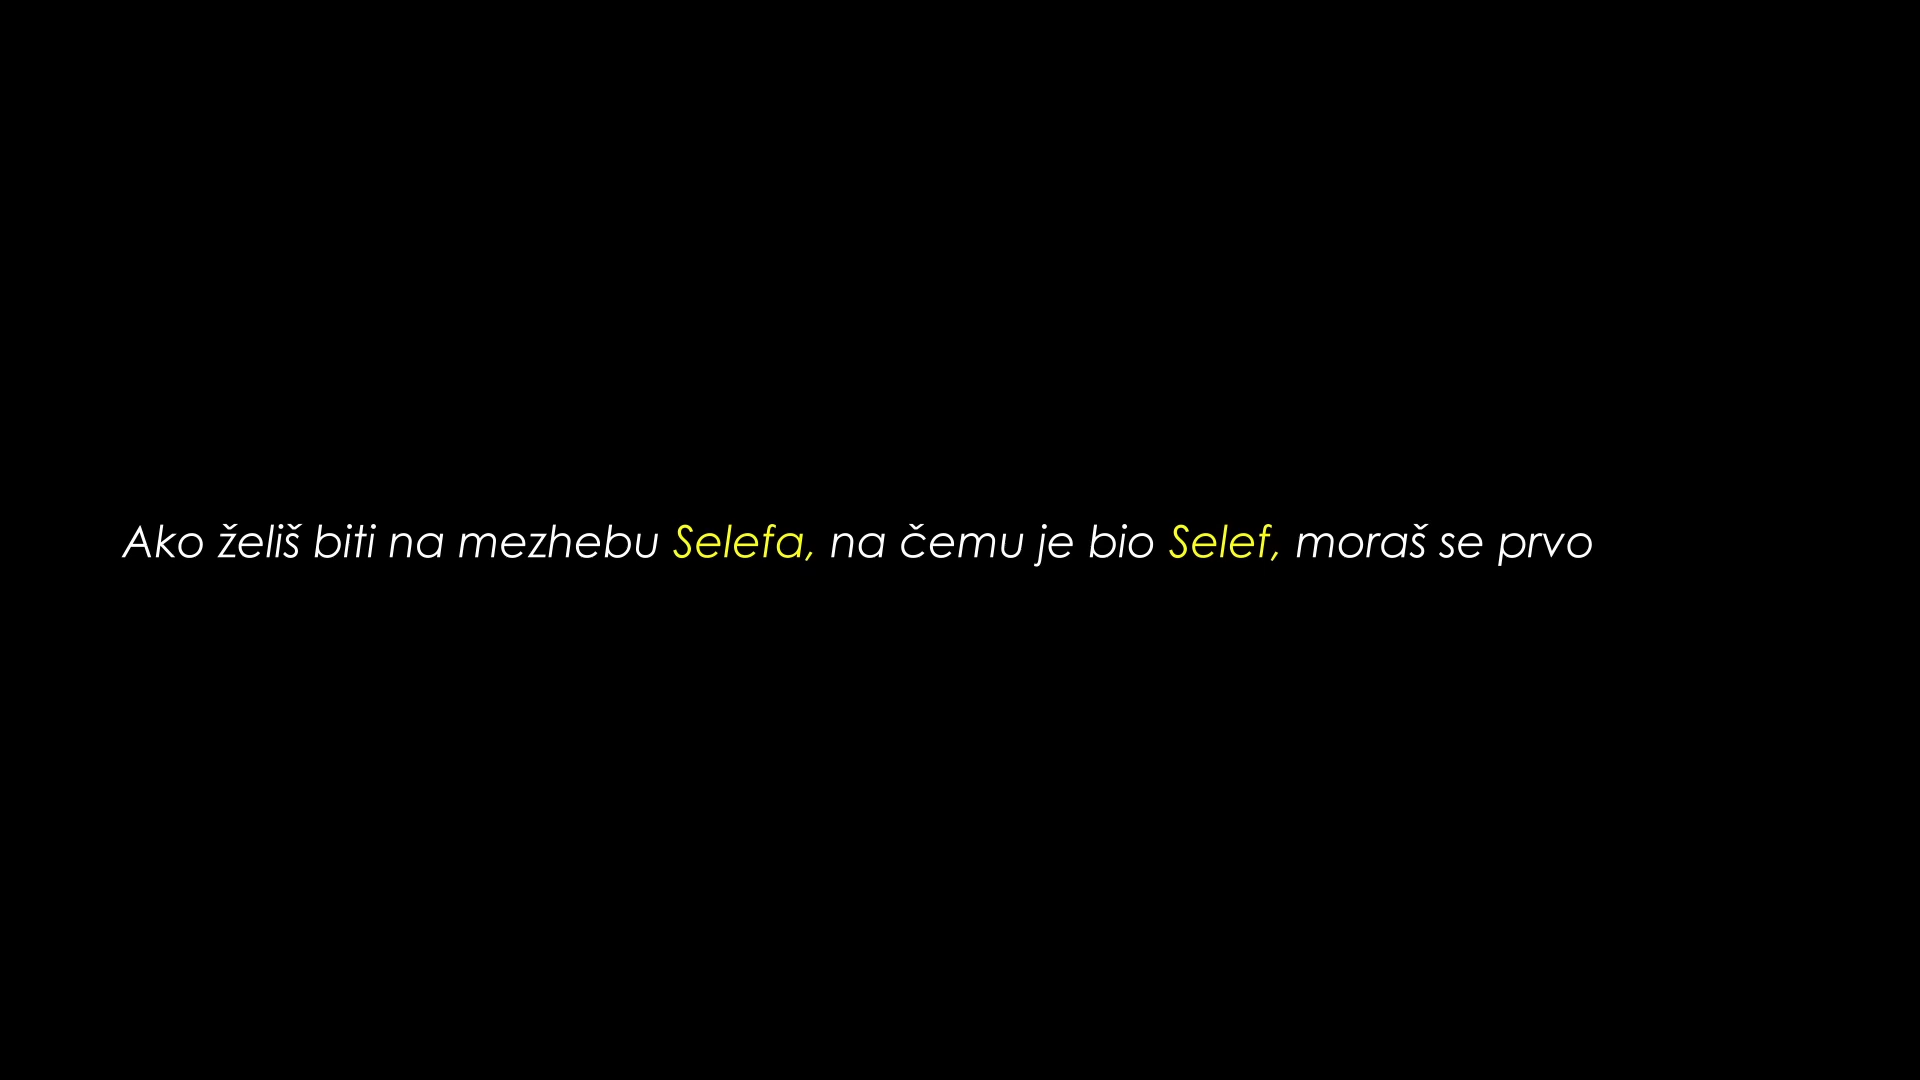 Ako želiš biti na mezhebu Selefa, na čemu je bio Selef, moraš se prvo